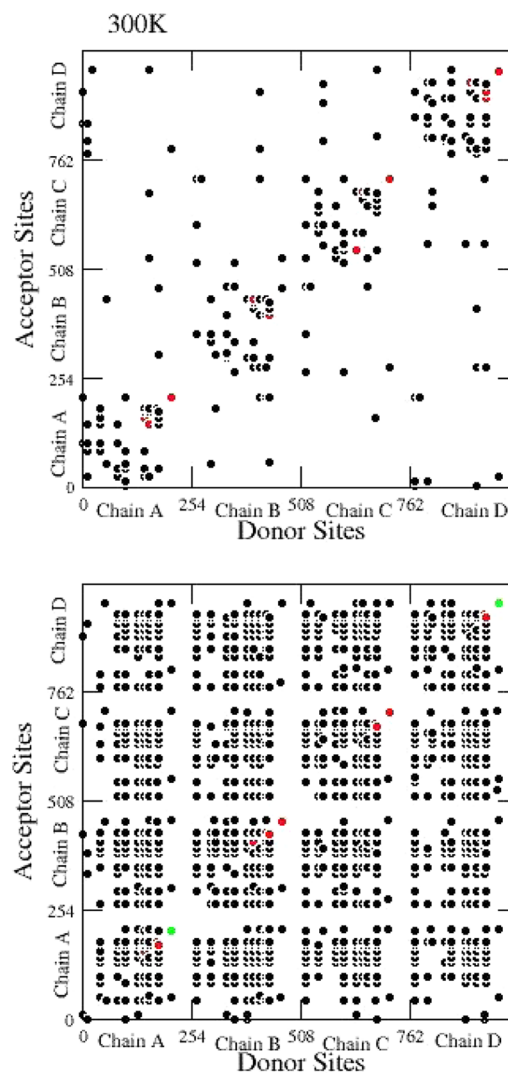 300K
Chain D
762
Chain C
508
Chain B
254
Chain A
0
Acceptor Sites
0 254 508 762
Chain A Chain B Chain C Chain D
Donor Sites
Chain D
762
Chain C
508
Chain B
254
Chain A
0
Acceptor Sites
0 254 508 762
Chain A Chain B Chain C Chain D
Donor Sites